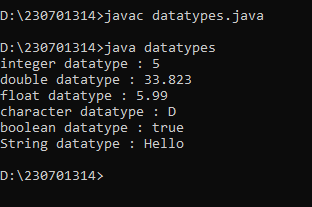 D:\230701314>javac datatypes.java
D:\230701314>java datatypes
integer datatype : 5
double datatype : 33.823
float datatype : 5.99
character datatype : D
boolean datatype : true
String datatype : Hello
D:\230701314>